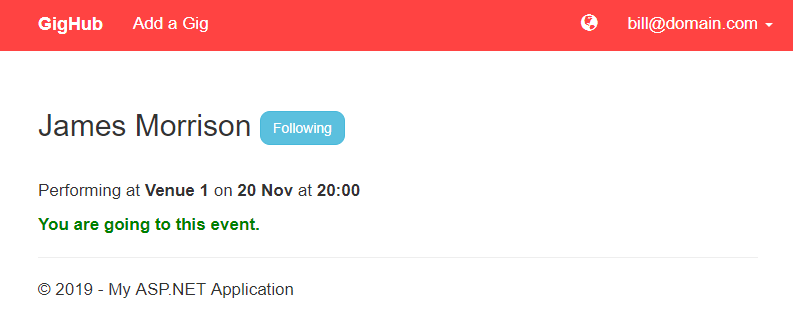 GigHub Add a Gig bill@domain.com
James Morrison Following
Performing at Venue 1 on 20 Nov at 20:00
You are going to this event.
© 2019 - My ASP.NET Application